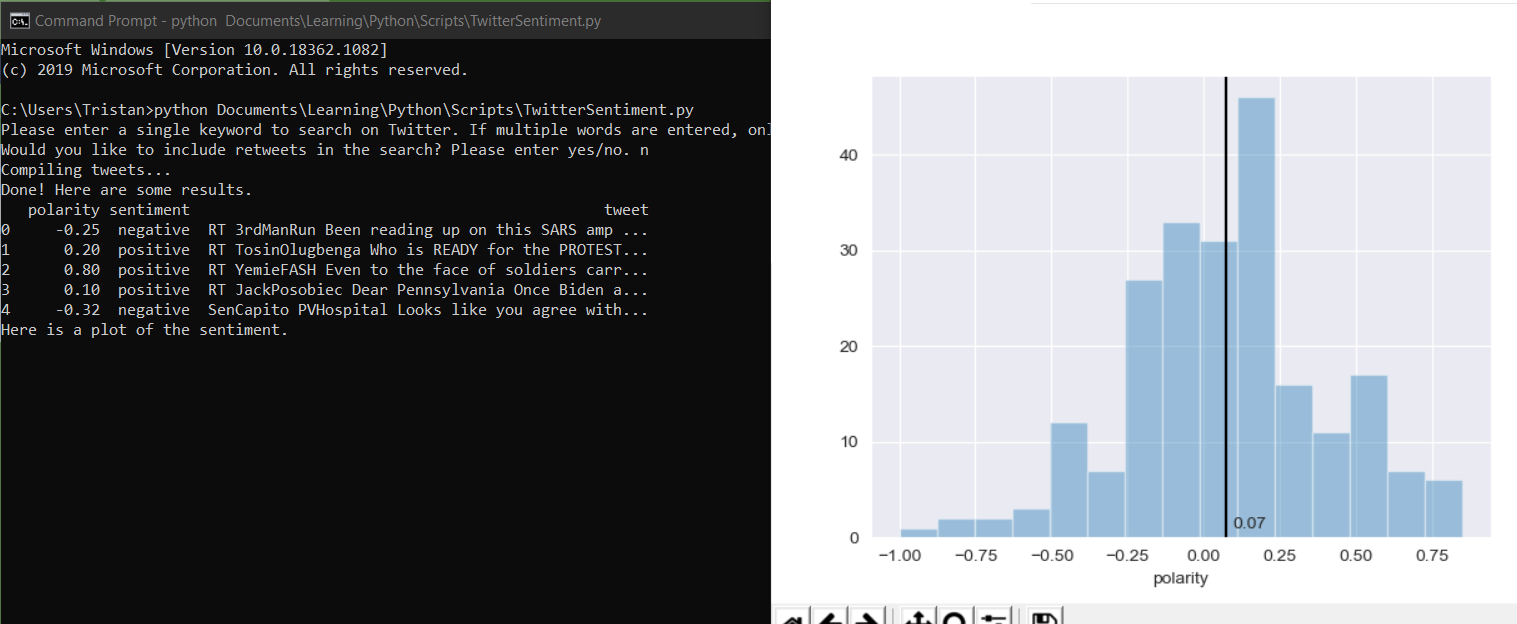 Command Prompt - python Documents\Learning\Python\Scripts\TwitterSentiment.py
Microsoft Windows [Version 10.0.18362.1082]
(c) 2019 Microsoft Corporation. All rights reserved.
C:\Users\Tristan>python Documents\Learning\Python\Scripts\TwitterSentiment.py
Please enter a single keyword to search on Twitter. If multiple words are entered, onl
Would you like to include retweets in the search? Please enter yes/no. n
Compiling tweets...
Done! Here are some results.
polarity sentiment tweet
0 -0.25 negative RT 3rdManRun Been reading up on this SARS amp ...
1 0.20 positive RT TosinOlugbenga Who is READY for the PROTEST...
2 0.80 positive RT YemieFASH Even to the face of soldiers carr...
3 0.10 positive RT JackPosobiec Dear Pennsylvania Once Biden a...
4 -0.32 negative SenCapito PVHospital Looks like you agree with...
Here is a plot of the sentiment.
40
30
20
10
0
0.07
−1.00 −0.75 −0.50 −0.25 0.00 0.25 0.50 0.75
polarity